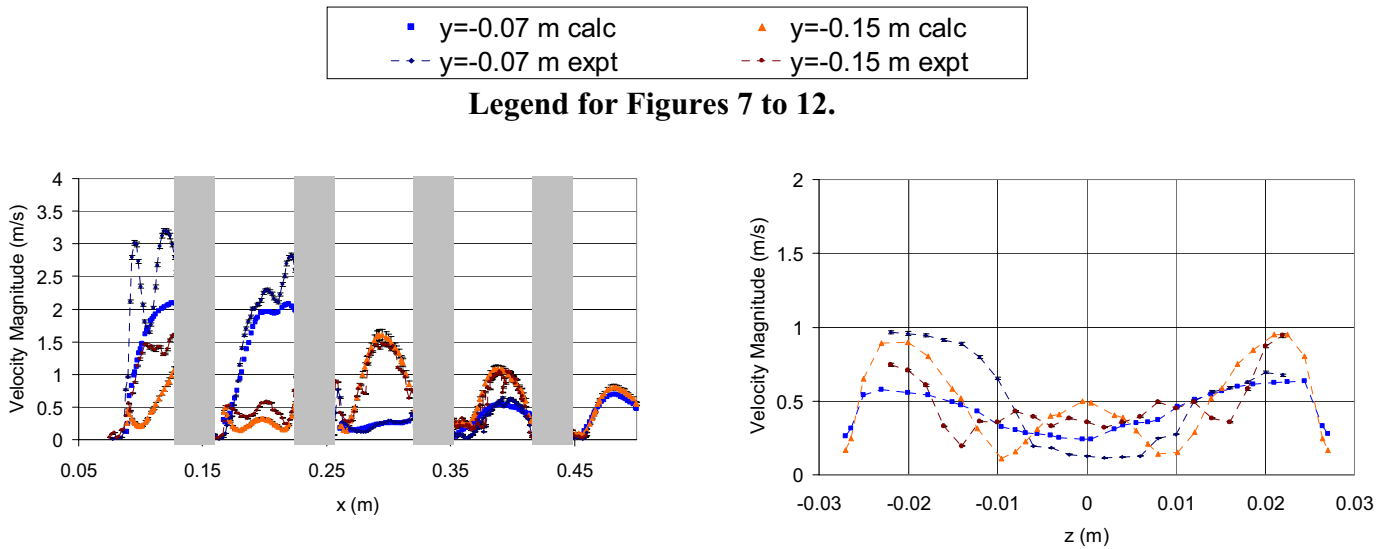 y=-0.07 m calc y=-0.15 m calc
y=-0.07 m expt y=-0.15 m expt
Legend for Figures 7 to 12.
Velocity Magnitude (m/s)
4
3.5
3
2.5
2
1.5
1
0.5
0
0.05 0.15 0.25 0.35 0.45
x (m)
Velocity Magnitude (m/s)
2
1.5
1
0.5
0
-0.03 -0.02 -0.01 0 0.01 0.02 0.03
z (m)